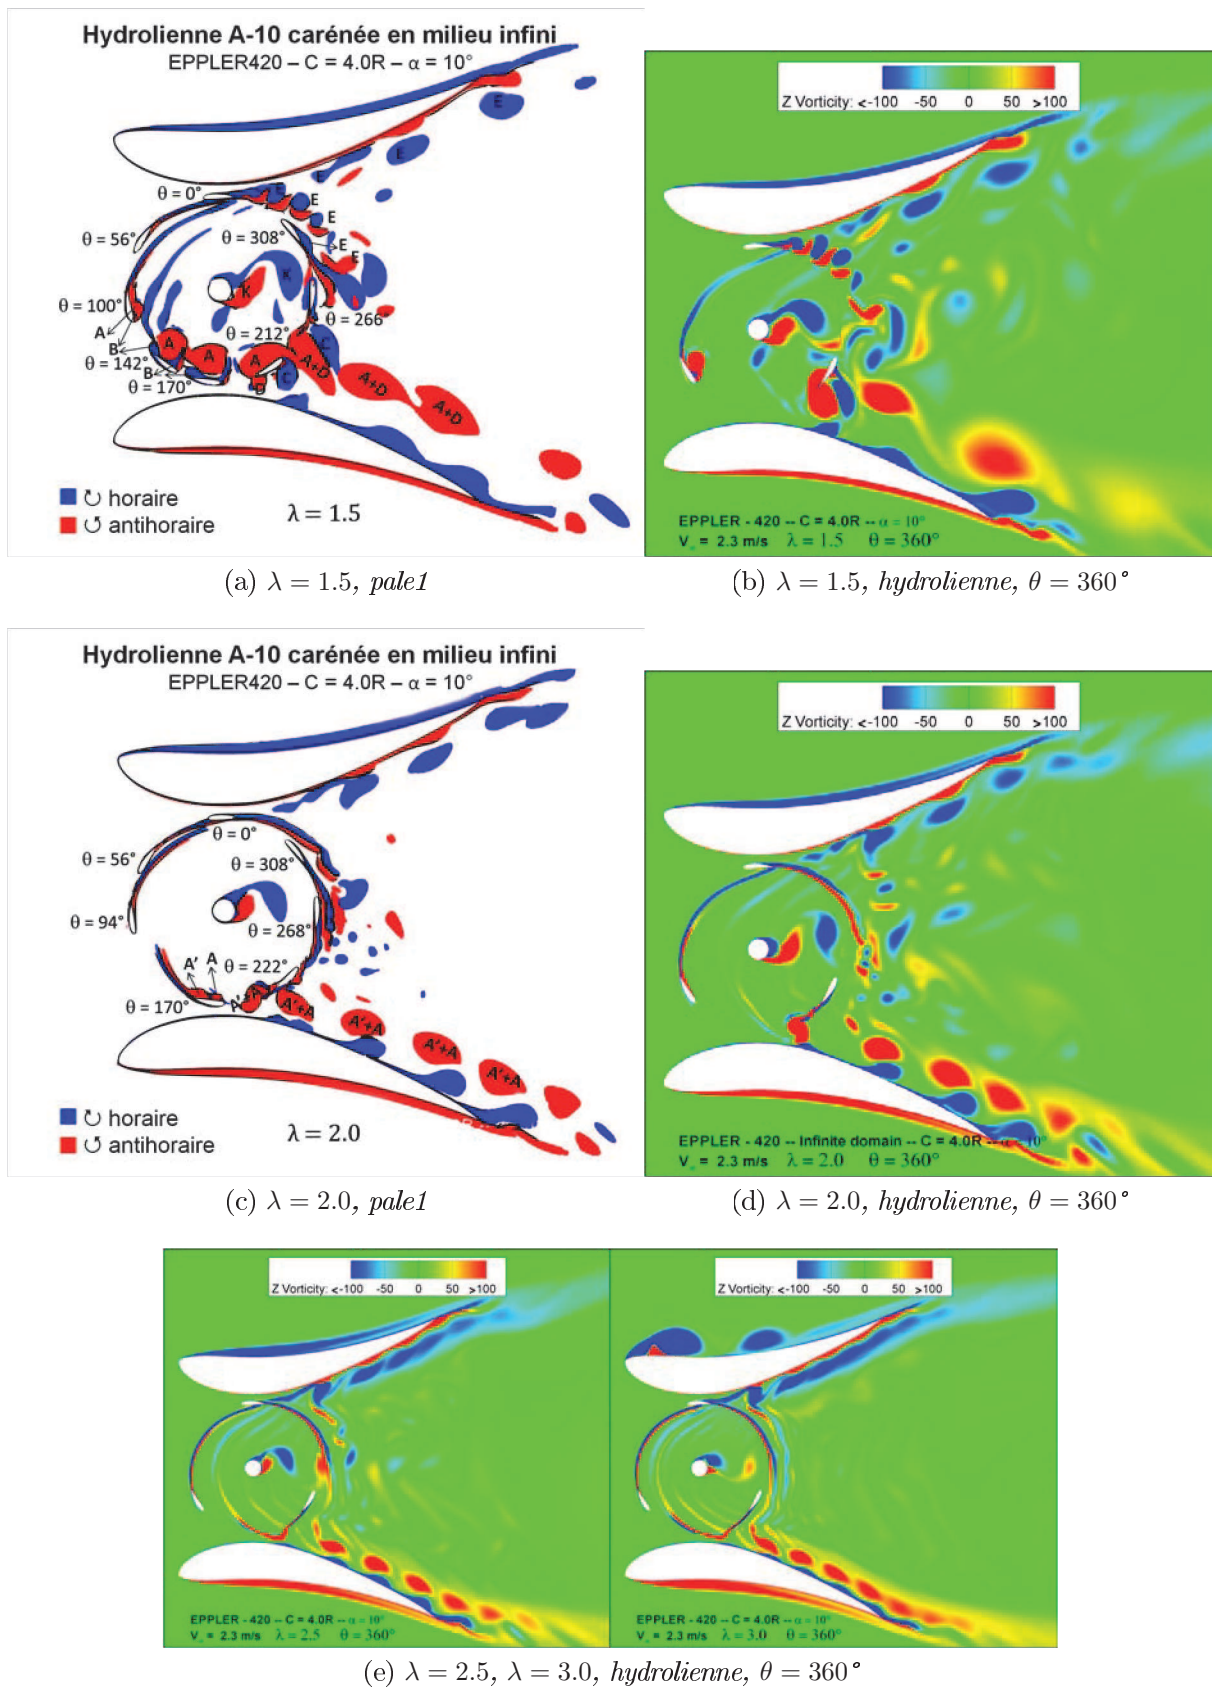 Hydrolienne A-10 carénée en milieu infini
EPPLER420 – C = 4.0R – α = 10°
E
E
E
θ = 0°
E
E
E
θ = 56°
θ = 308°
E
E
K
K
θ = 100°
θ = 266°
A
θ = 212°
B
A
A
A
A+D
C
θ = 142°
B
C
D
A+D
θ = 170°
A+D
↻ horaire
↺ antihoraire
λ = 1.5
Z Vorticity: <-100 -50 0 50 >100
EPPLER - 420 -- C = 4.0R -- α = 10°
V∞ = 2.3 m/s λ = 1.5 θ = 360°
(a) λ = 1.5, pale1
(b) λ = 1.5, hydrolienne, θ = 360°
Hydrolienne A-10 carénée en milieu infini
EPPLER420 – C = 4.0R – α = 10°
θ = 0°
θ = 56°
θ = 308°
θ = 94°
θ = 268°
A' A
θ = 222°
θ = 170°
A'+A
A'+A
A'+A
A'+A
↻ horaire
↺ antihoraire
λ = 2.0
Z Vorticity: <-100 -50 0 50 >100
EPPLER - 420 -- Infinite domain -- C = 4.0R -- α = 10°
V∞ = 2.3 m/s λ = 2.0 θ = 360°
(c) λ = 2.0, pale1
(d) λ = 2.0, hydrolienne, θ = 360°
Z Vorticity: <-100 -50 0 50 >100
EPPLER - 420 -- C = 4.0R -- α = 10°
V∞ = 2.3 m/s λ = 2.5 θ = 360°
Z Vorticity: <-100 -50 0 50 >100
EPPLER - 420 -- C = 4.0R -- α = 10°
V∞ = 2.3 m/s λ = 3.0 θ = 360°
(e) λ = 2.5, λ = 3.0, hydrolienne, θ = 360°